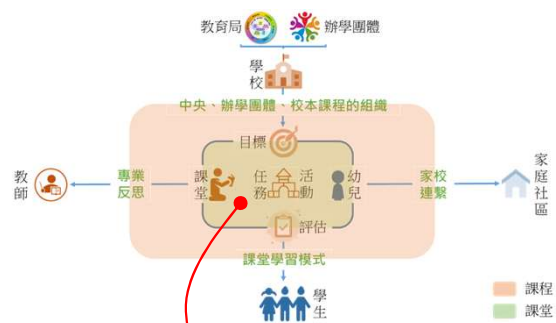 教育局
辦學團體
學校
中央、辦學團體、校本課程的組織
目標
教師
專業反思
課堂
任務
活動
幼兒
家校連繫
家庭社區
評估
課堂學習模式
學生
課程
課堂